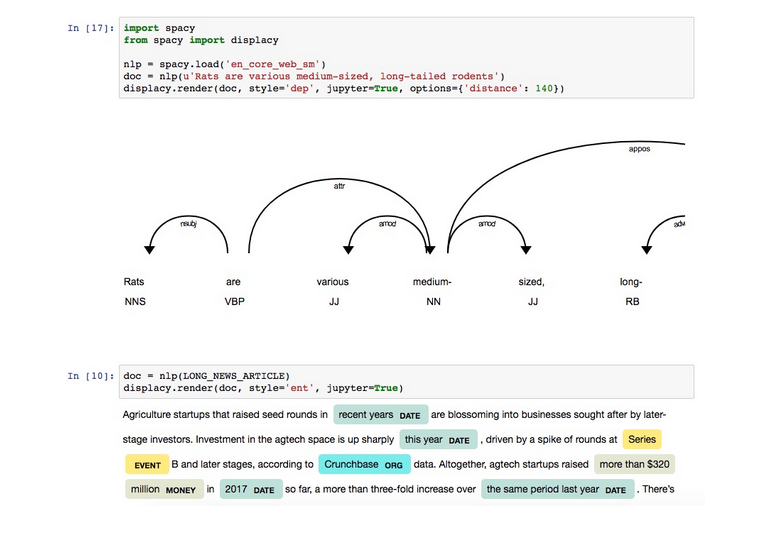 In [17]: import spacy
from spacy import displacy
nlp = spacy.load('en_core_web_sm')
doc = nlp(u'Rats are various medium-sized, long-tailed rodents')
displacy.render(doc, style='dep', jupyter=True, options={'distance': 140})
appos
attr
nsubj amod amod
Rats are various medium- sized, long-
NNS VBP JJ NN JJ RB
In [10]: doc = nlp(LONG_NEWS_ARTICLE)
displacy.render(doc, style='ent', jupyter=True)
Agriculture startups that raised seed rounds in recent years DATE are blossoming into businesses sought after by later-
stage investors. Investment in the agtech space is up sharply this year DATE , driven by a spike of rounds at Series
EVENT B and later stages, according to Crunchbase ORG data. Altogether, agtech startups raised more than $320
million MONEY in 2017 DATE so far, a more than three-fold increase over the same period last year DATE . There's